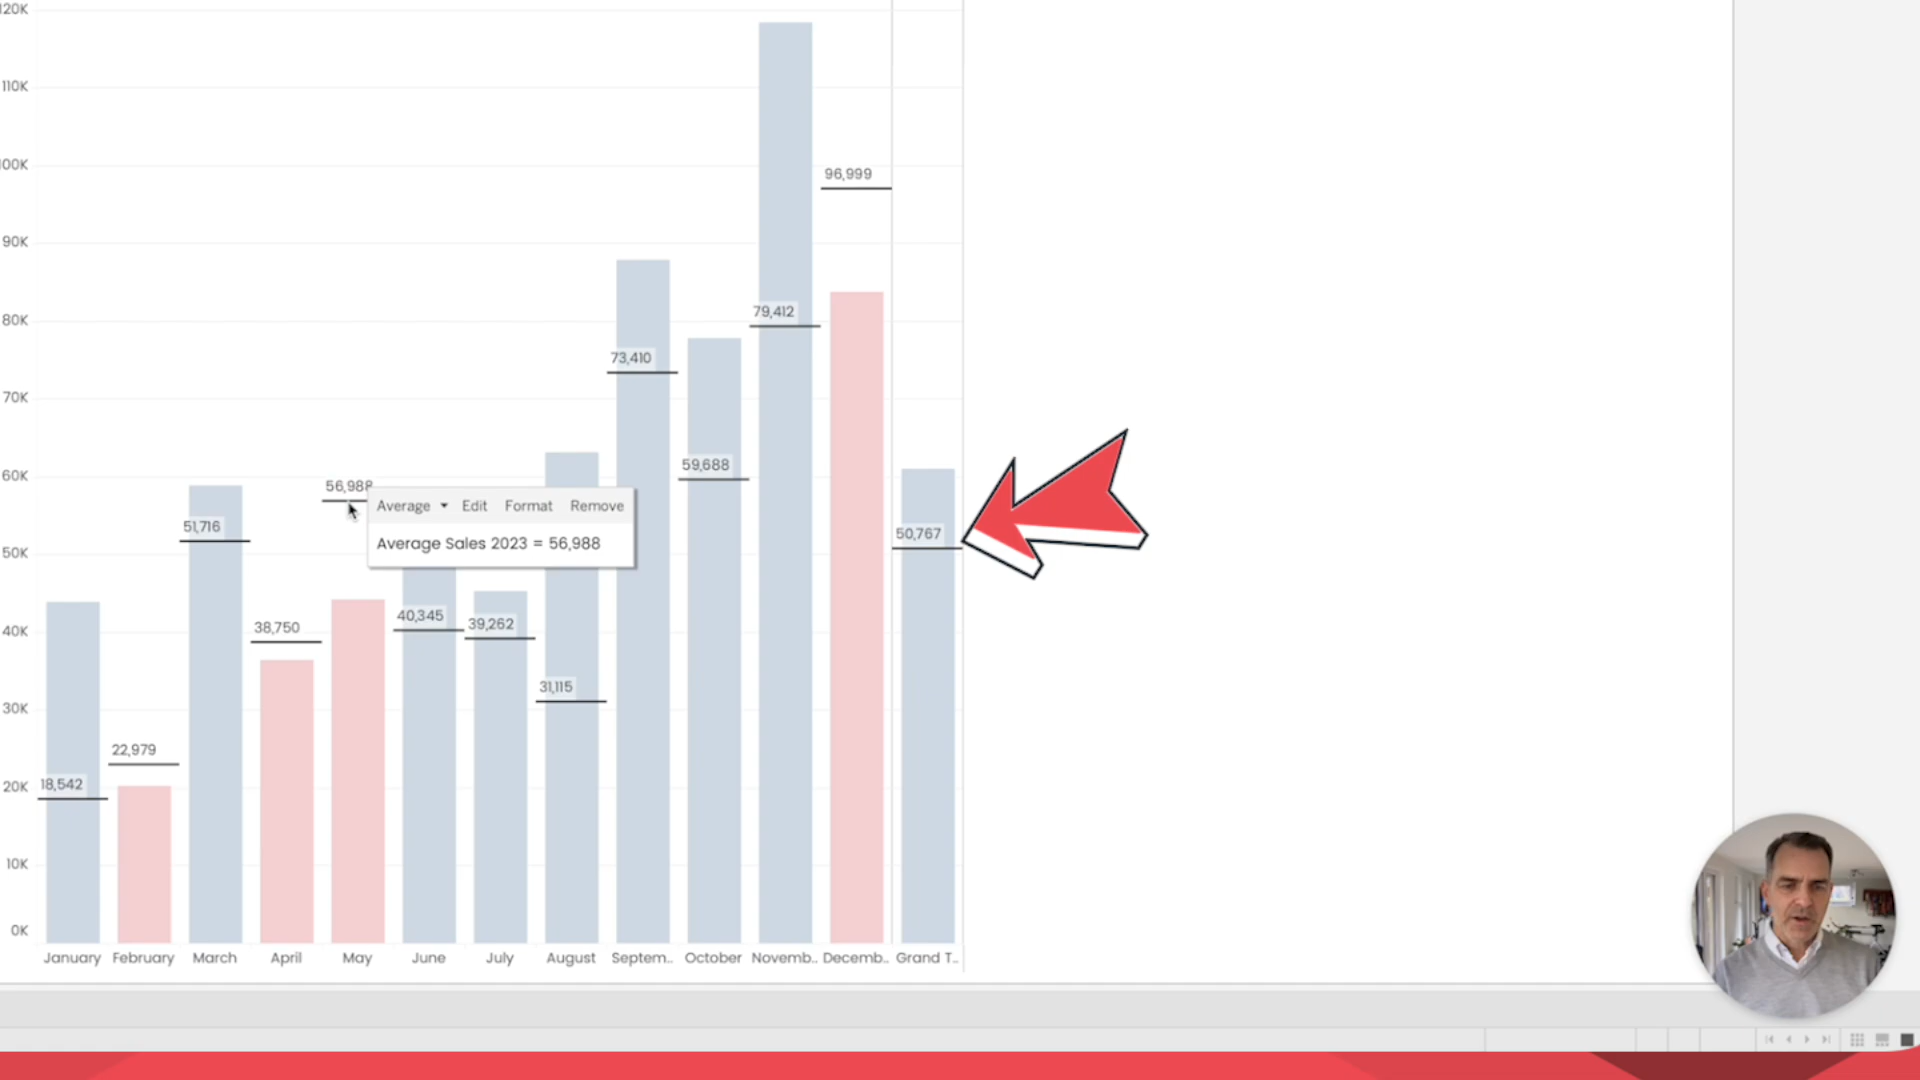 120K
110K
100K
96,999
90K
80K
79,412
73,410
70K
60K
59,688
56,988
Average Edit Format Remove
51,716
50,767
50K
Average Sales 2023 = 56,988
40K
38,750
40,345
39,262
31,115
30K
22,979
20K
18,542
10K
0K
January February March April May June July August Septem.. October Novemb.. Decemb.. Grand T..